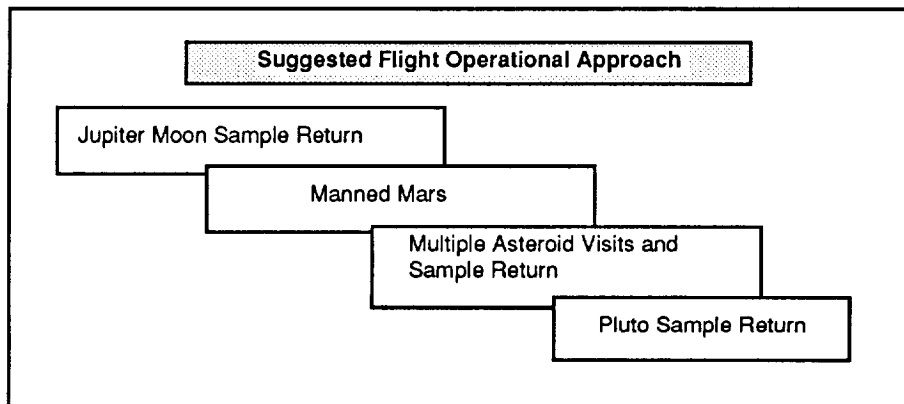 Suggested Flight Operational Approach
Jupiter Moon Sample Return
Manned Mars
Multiple Asteroid Visits and
Sample Return
Pluto Sample Return